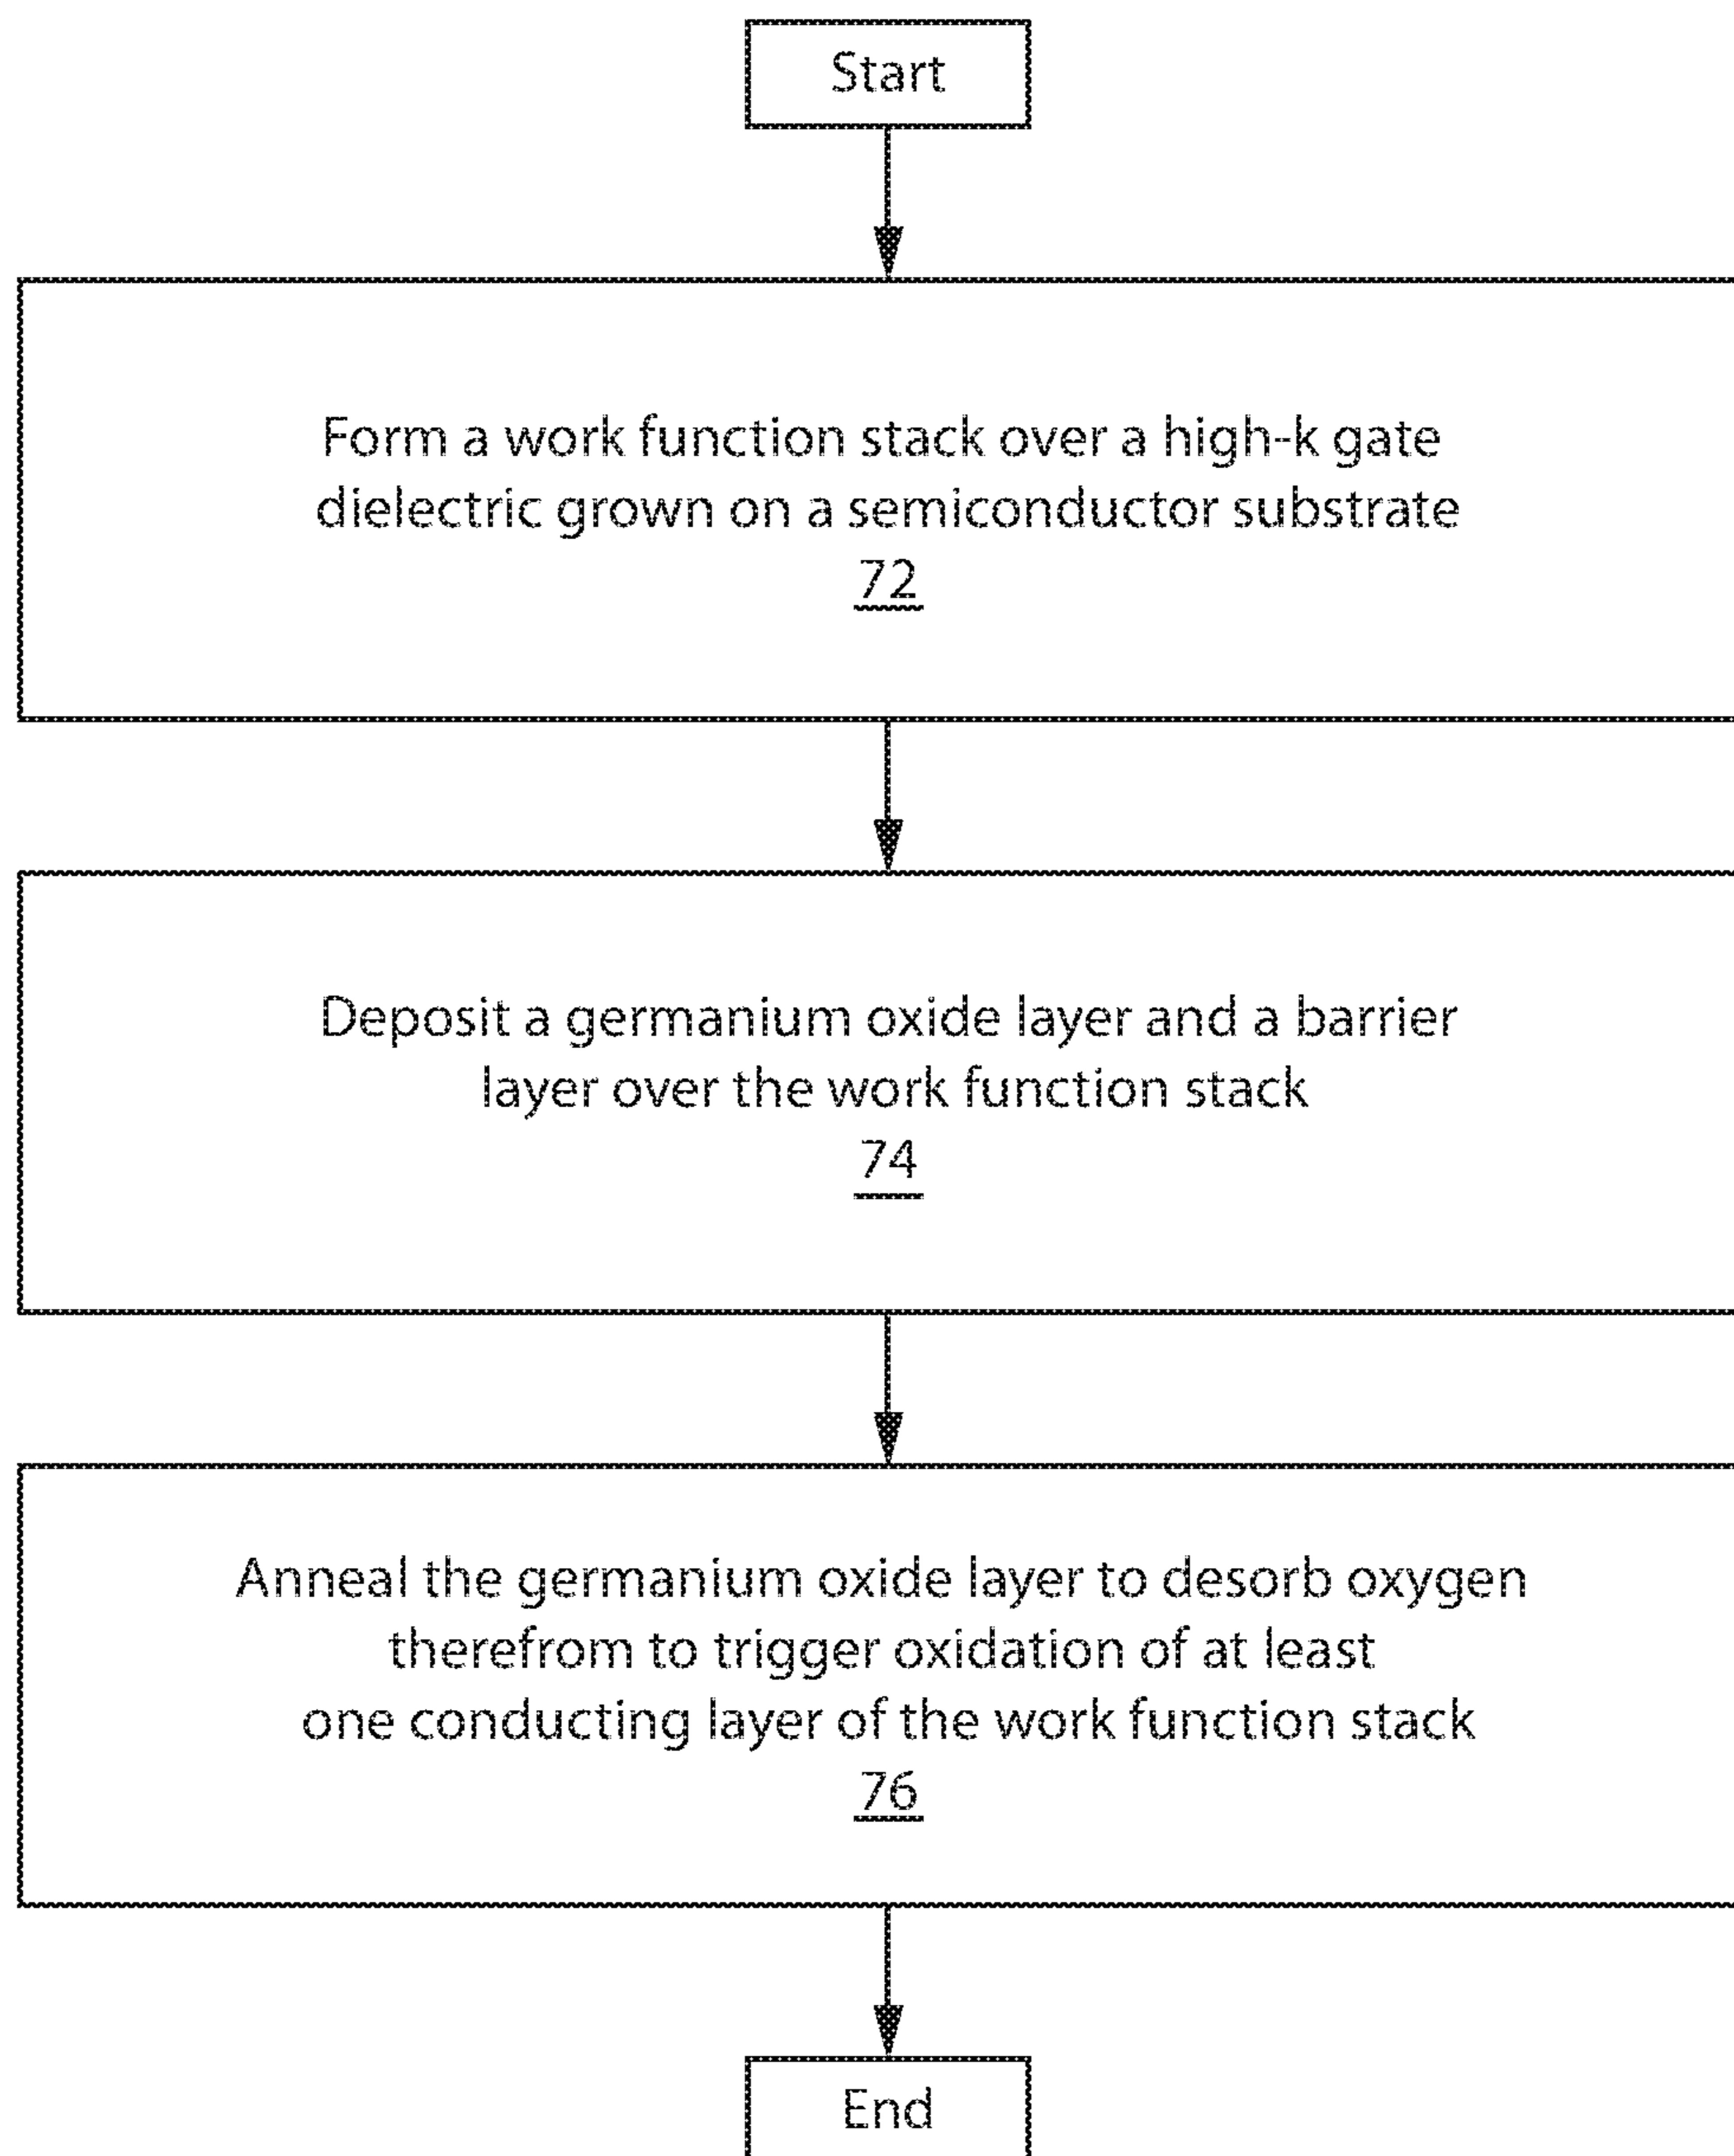 Start
Form a work function stack over a high-k gate
dielectric grown on a semiconductor substrate
72
Deposit a germanium oxide layer and a barrier
layer over the work function stack
74
Anneal the germanium oxide layer to desorb oxygen
therefrom to trigger oxidation of at least
one conducting layer of the work function stack
76
End